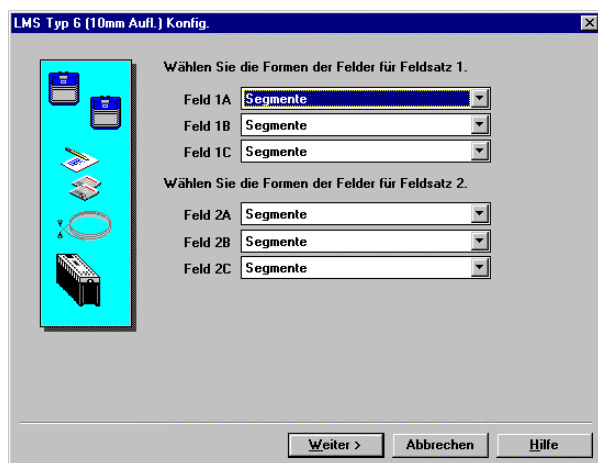 LMS Typ 6 (10mm Aufl.) Konfig.
Wählen Sie die Formen der Felder für Feldsatz 1.
Feld 1A Segmente
Feld 1B Segmente
Feld 1C Segmente
Wählen Sie die Formen der Felder für Feldsatz 2.
Feld 2A Segmente
Feld 2B Segmente
Feld 2C Segmente
Weiter > Abbrechen Hilfe